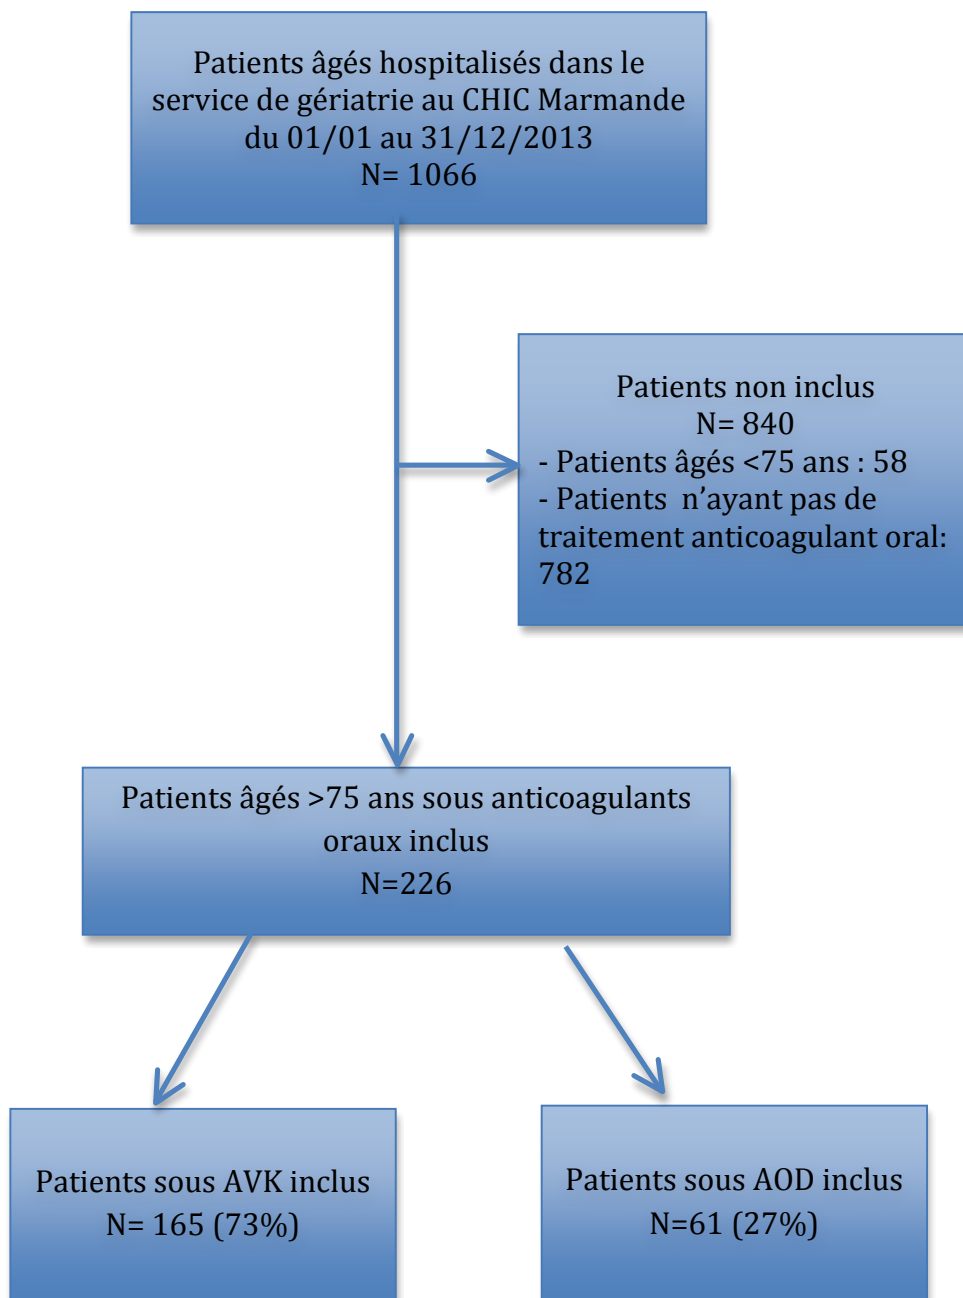 Patients âgés hospitalisés dans le
service de gériatrie au CHIC Marmande
du 01/01 au 31/12/2013
N= 1066
Patients non inclus
N= 840
- Patients âgés <75 ans : 58
- Patients  n’ayant pas de
traitement anticoagulant oral:
782
Patients âgés >75 ans sous anticoagulants
oraux inclus
N=226
Patients sous AVK inclus
N= 165 (73%)
Patients sous AOD inclus
N=61 (27%)